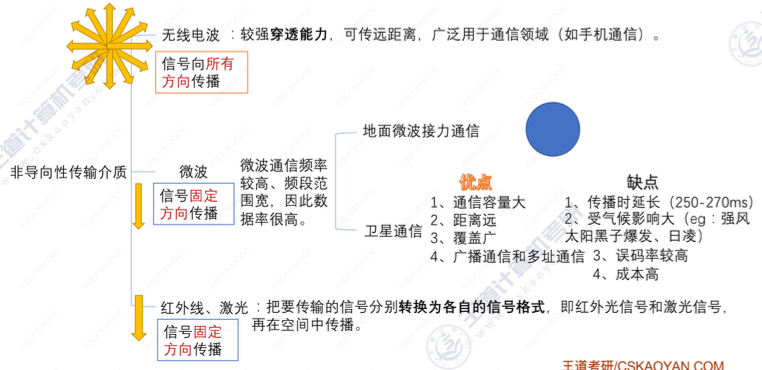 无线电波：较强穿透能力，可传远距离，广泛用于通信领域（如手机通信）。
信号向所有
方向传播
非导向性传输介质
微波
信号固定
方向传播
微波通信频率
较高、频段范
围宽，因此数
据率很高。
地面微波接力通信
卫星通信
优点
1、通信容量大
2、距离远
3、覆盖广
4、广播通信和多址通信
缺点
1、传播时延长（250-270ms）
2、受气候影响大（eg：强风
太阳黑子爆发、日凌）
3、误码率较高
4、成本高
红外线、激光：把要传输的信号分别转换为各自的信号格式，即红外光信号和激光信号，
再在空间中传播。
信号固定
方向传播
王道考研/CSKAOYAN.COM
王道计算机考研
www.cskaoyan.com